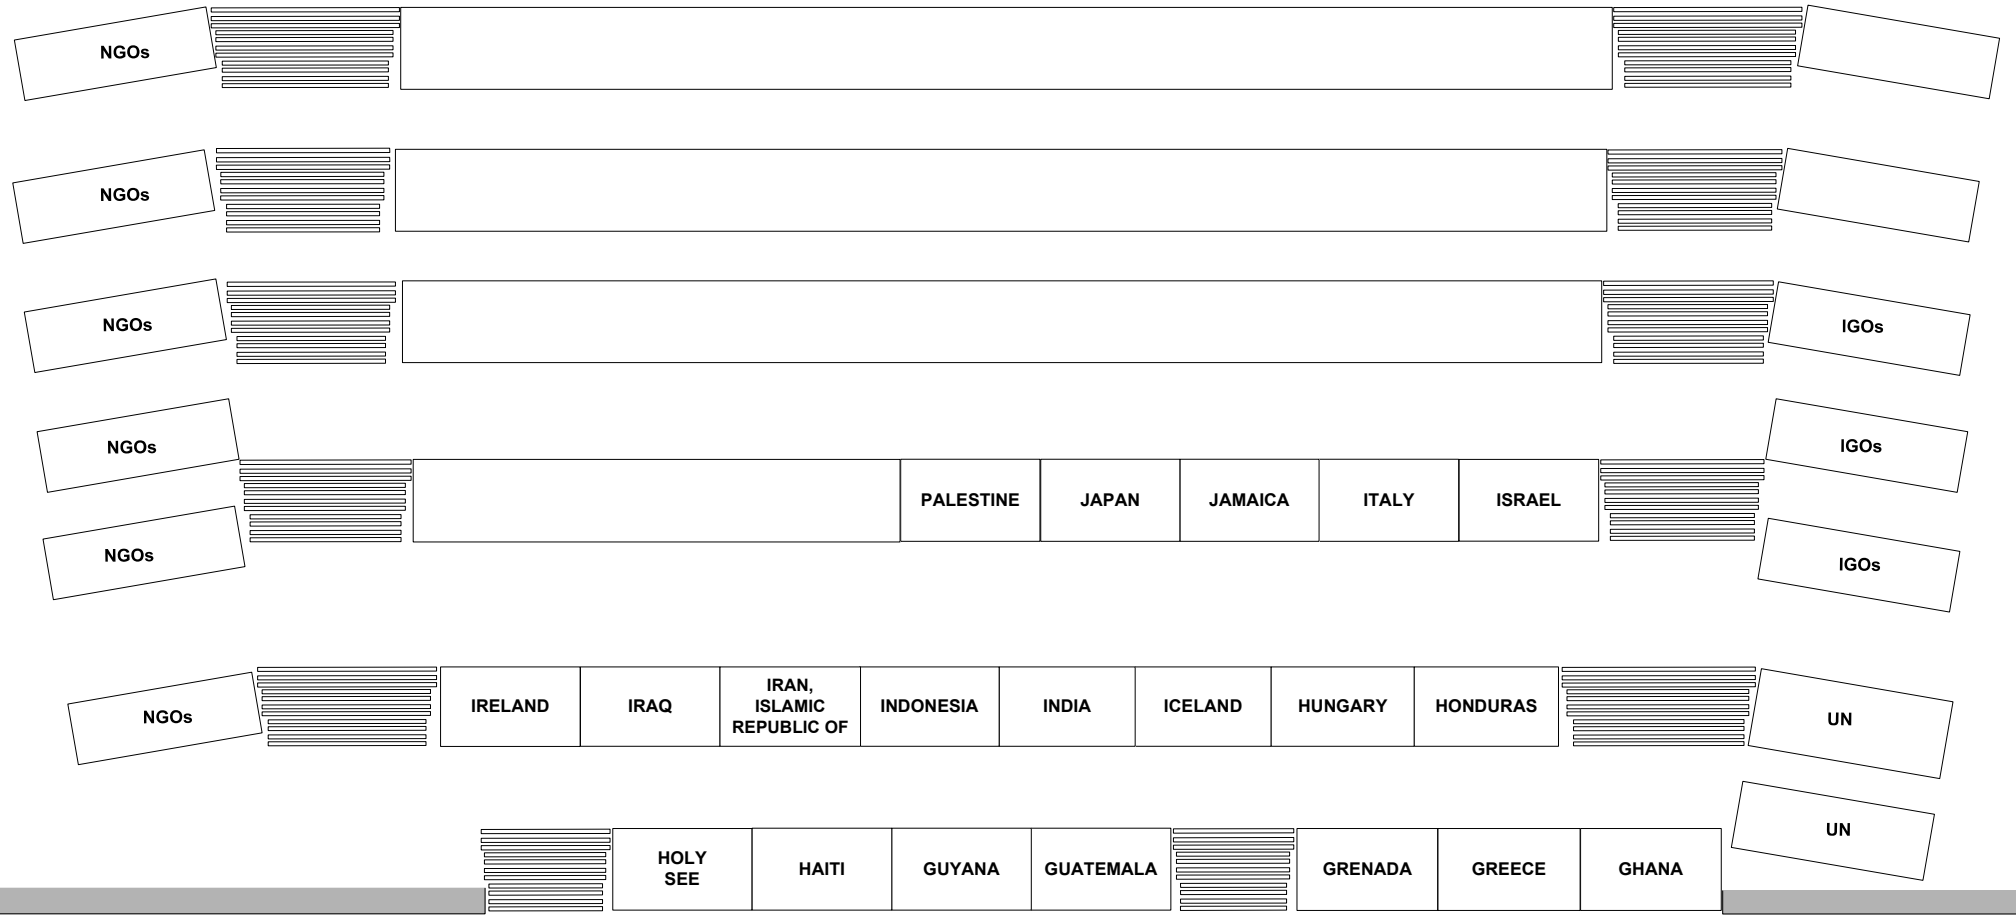 NGOs
NGOs
NGOs
IGOs
NGOs
IGOs
PALESTINE
JAPAN
JAMAICA
ITALY
ISRAEL
NGOs
IGOs
NGOs
IRELAND
IRAQ
IRAN,
ISLAMIC
REPUBLIC OF
INDONESIA
INDIA
ICELAND
HUNGARY
HONDURAS
UN
UN
HOLY
SEE
HAITI
GUYANA
GUATEMALA
GRENADA
GREECE
GHANA